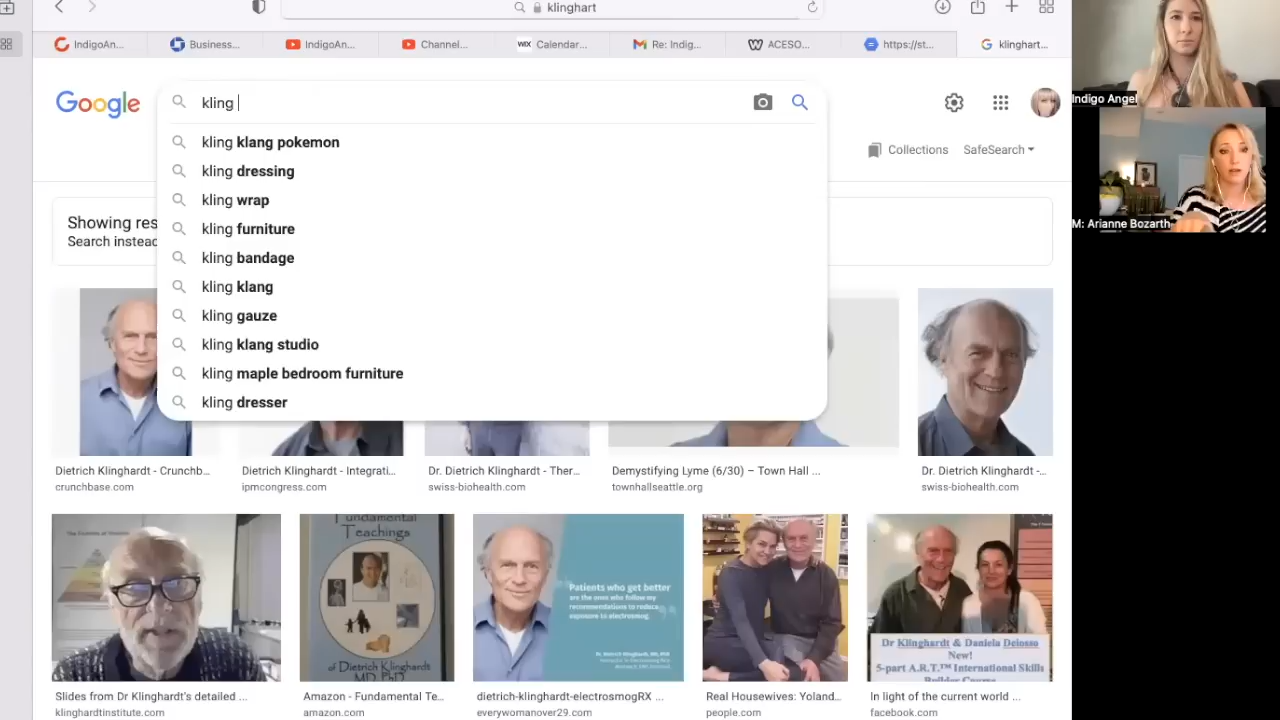 klinghart
IndigoAn...
Business...
IndigoAn...
Channel...
WIX Calendar...
Re: Indig...
ACESO...
https://st...
klinghart...
Indigo Angel
M: Arianne Bozarth
Google
kling
Collections
SafeSearch
kling klang pokemon
kling dressing
kling wrap
kling furniture
kling bandage
kling klang
kling gauze
kling klang studio
kling maple bedroom furniture
kling dresser
Showing res
Search instead
Dietrich Klinghardt - Crunchb...
crunchbase.com
Dietrich Klinghardt - Integrati...
ipmcongress.com
Dr. Dietrich Klinghardt - Ther...
swiss-biohealth.com
Demystifying Lyme (6/30) – Town Hall ...
townhallseattle.org
Dr. Dietrich Klinghardt -...
swiss-biohealth.com
Fundamental
Teachings
of Dietrich Klinghardt
MD, PhD
"Patients who get better
are the ones who follow my
recommendations to reduce
exposure to electrosmog."
Dr Klinghardt & Daniela Deiosso
New!
5-part A.R.T.™ International Skills
Builder Course
Slides from Dr Klinghardt's detailed ...
klinghardtinstitute.com
Amazon - Fundamental Te...
amazon.com
dietrich-klinghardt-electrosmogRX ...
everywomanover29.com
Real Housewives: Yoland...
people.com
In light of the current world ...
facebook.com